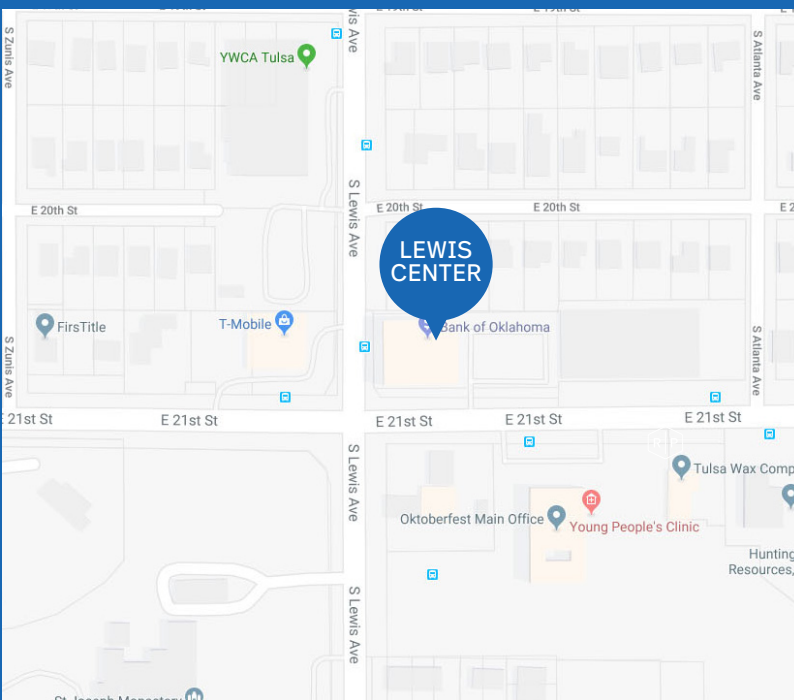 S Zunis Ave
YWCA Tulsa
S Atlanta Ave
E 20th St
S Lewis Ave
E 20th St
E 20th St
LEWIS
CENTER
FirsTitle
T-Mobile
Bank of Oklahoma
S Zunis Ave
S Atlanta Ave
21st St
E 21st St
E 21st St
E 21st St
E 21st St
S Lewis Ave
Tulsa Wax Comp
Oktoberfest Main Office
Young People's Clinic
Hunting
Resources,
S Lewis Ave